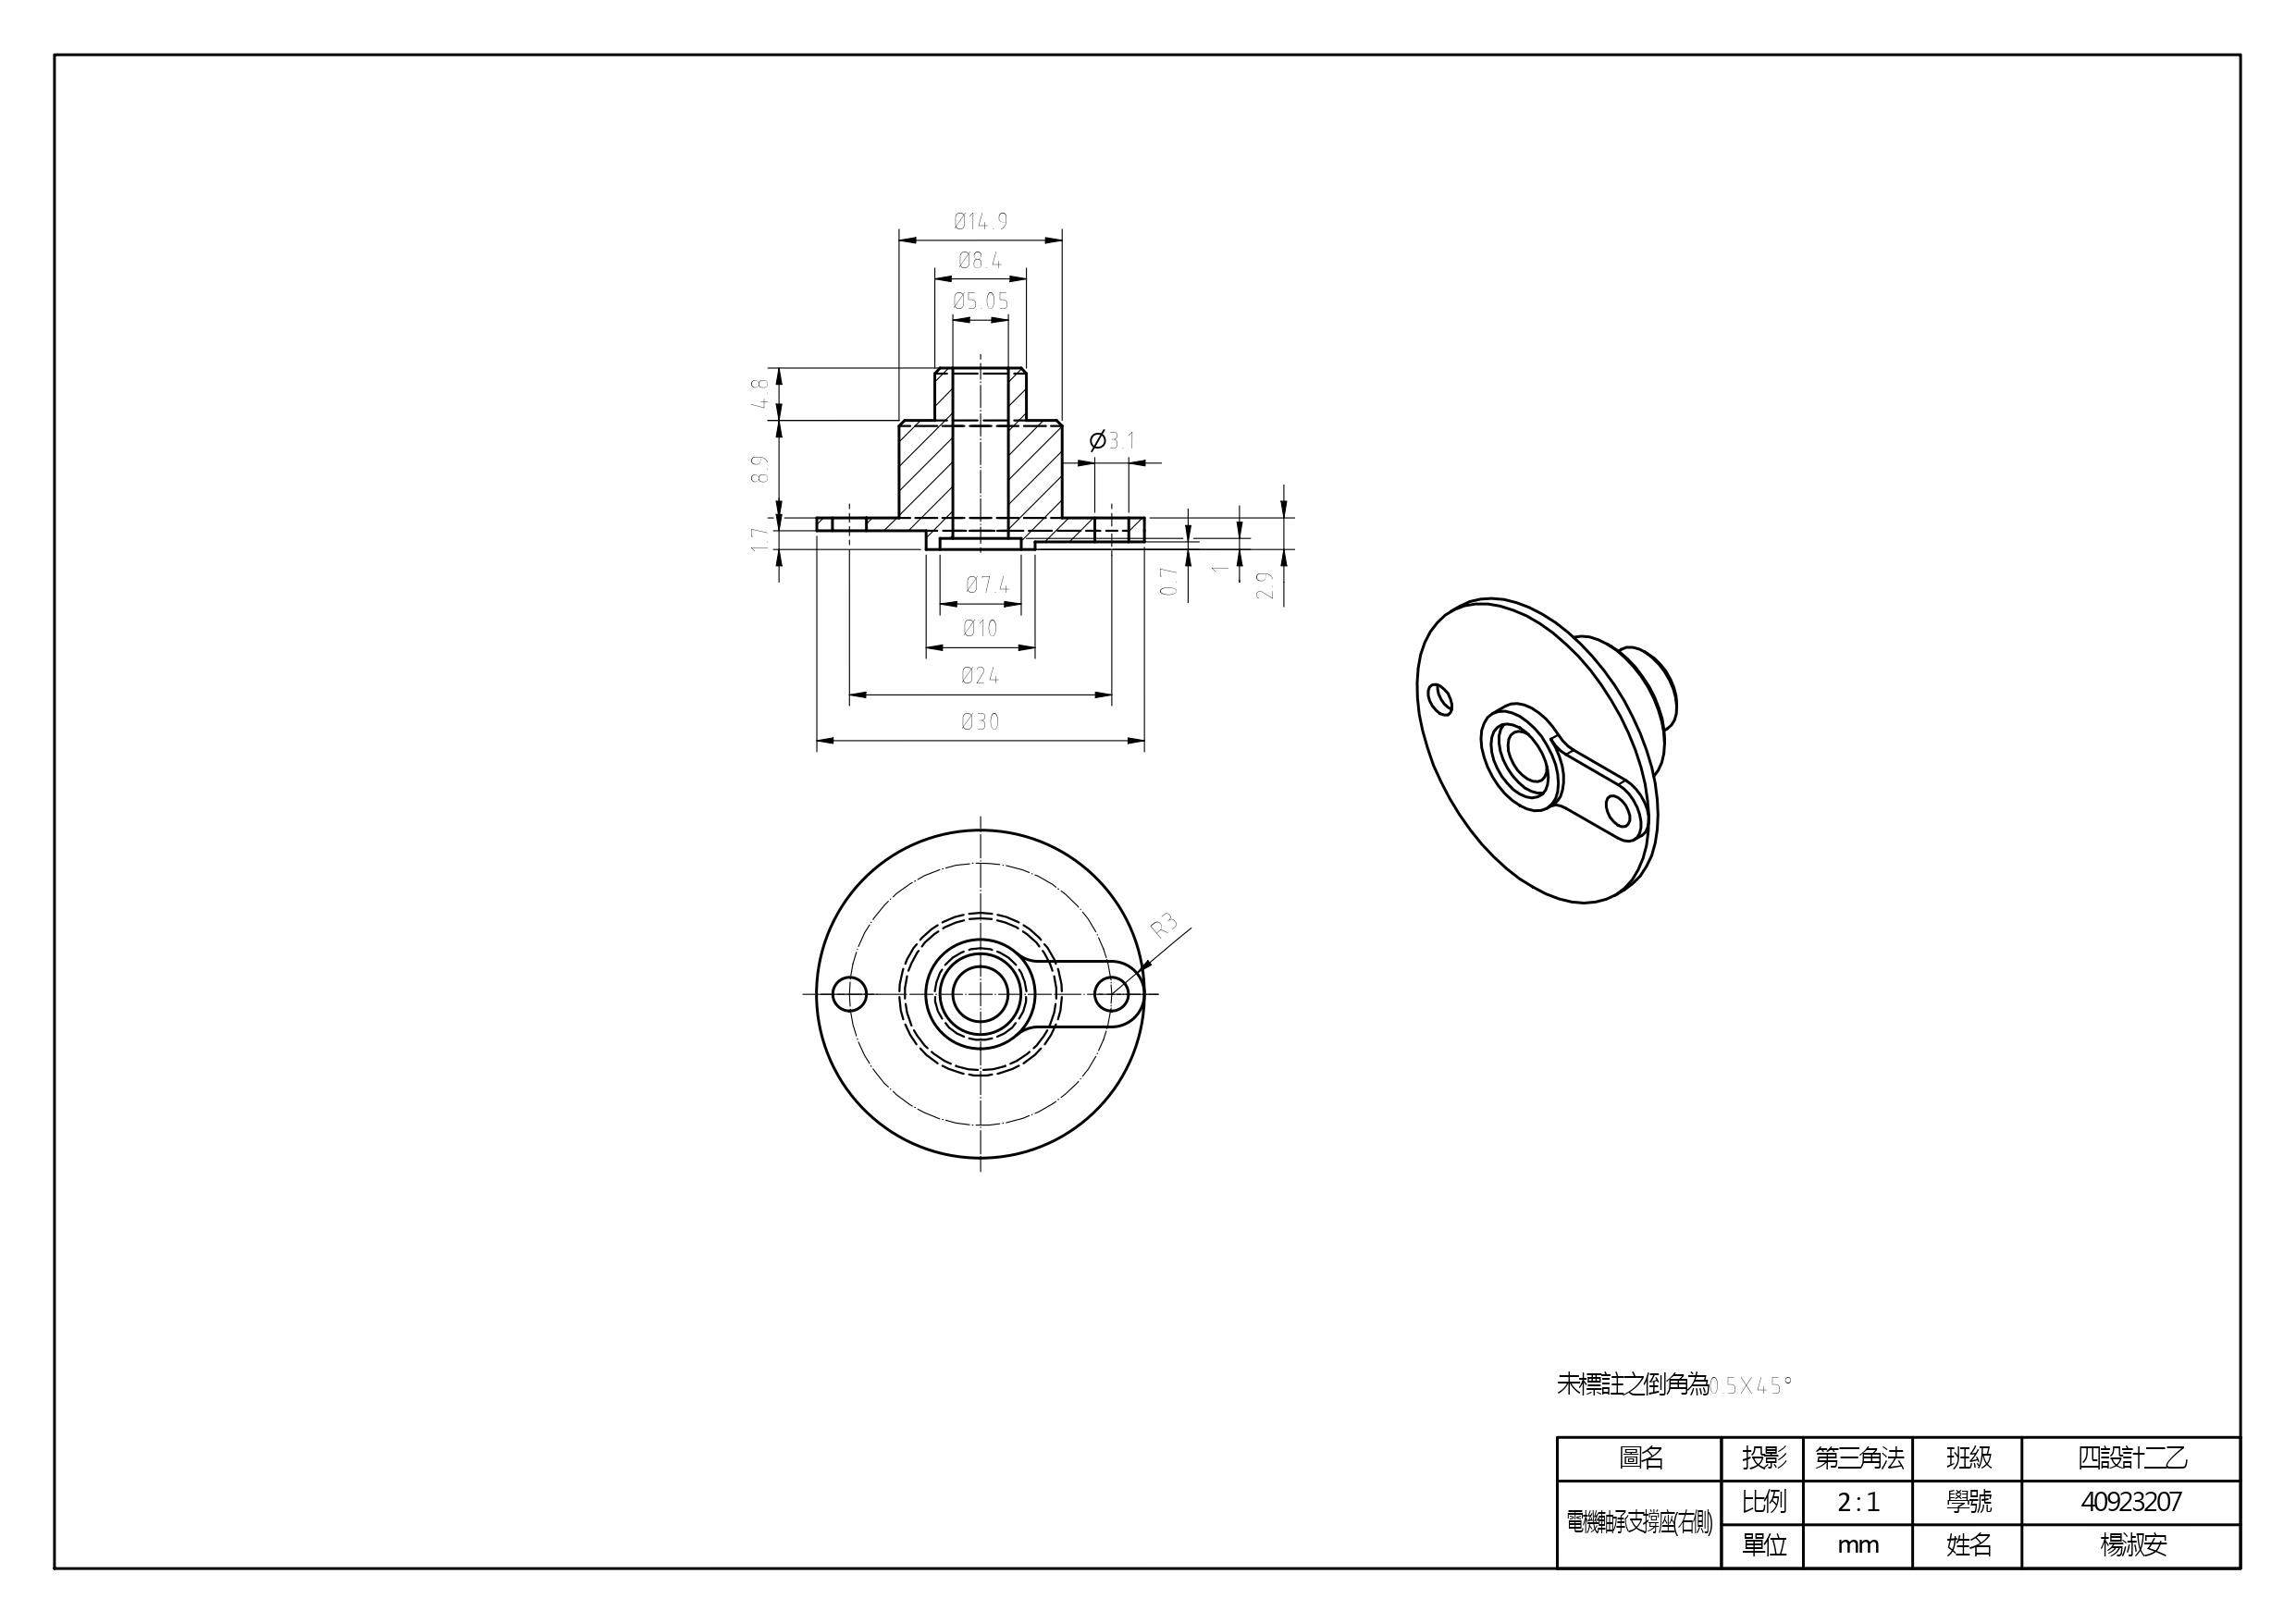 Ø14.9
Ø8.4
Ø5.05
4.8
8.9
1.7
Ø3.1
0.7
1
2.9
Ø7.4
Ø10
Ø24
Ø30
R3
未標註之倒角為0.5X45°
圖名 投影 第三角法 班級 四設計二乙
電機軸承支撐座(右側) 比例 2:1 學號 40923207
單位 mm 姓名 楊淑安